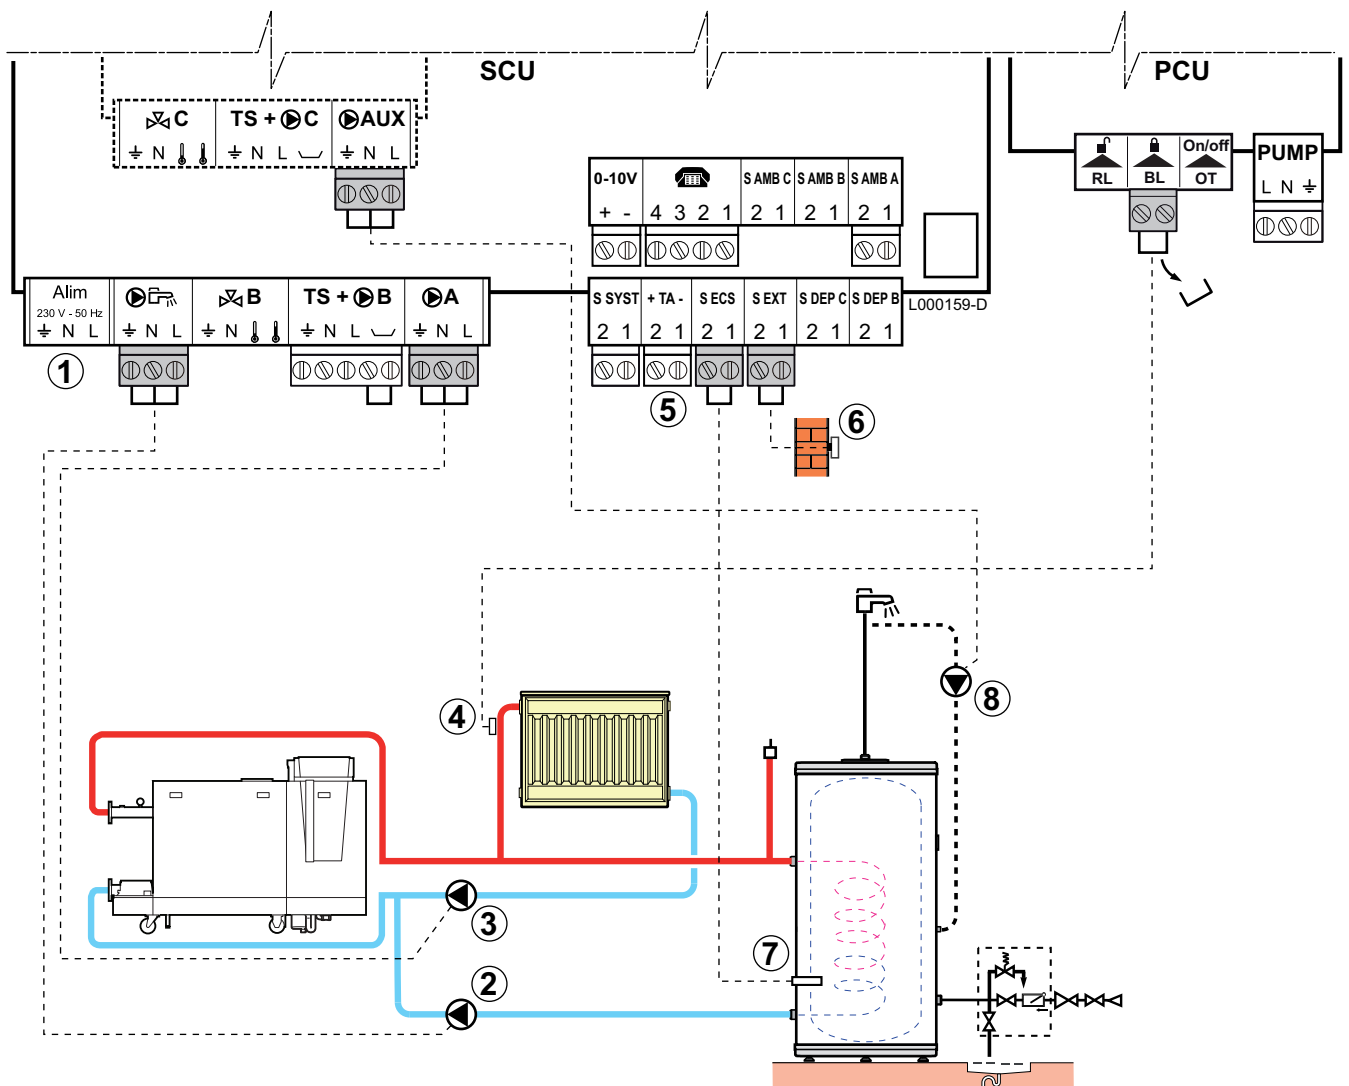 SCU
PCU
C TS + C AUX
N N L N L
0-10V S AMB C S AMB B S AMB A
+ - 4 3 2 1 2 1 2 1 2 1
On/off
RL BL OT
PUMP
L N
Alim
230 V - 50 Hz
N L
N L
B
N
TS + B
N L
A
N L
S SYST + TA - S ECS S EXT S DEP C S DEP B
2 1 2 1 2 1 2 1 2 1 2 1
L000159-D
1
5
6
4
8
3
7
2